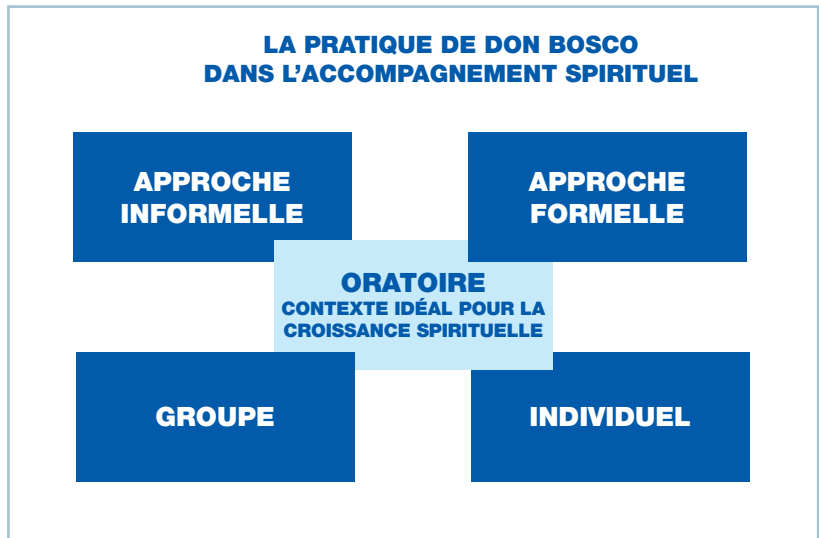 LA PRATIQUE DE DON BOSCO
DANS L'ACCOMPAGNEMENT SPIRITUEL
APPROCHE
INFORMELLE
APPROCHE
FORMELLE
ORATOIRE
CONTEXTE IDÉAL POUR LA
CROISSANCE SPIRITUELLE
GROUPE
INDIVIDUEL